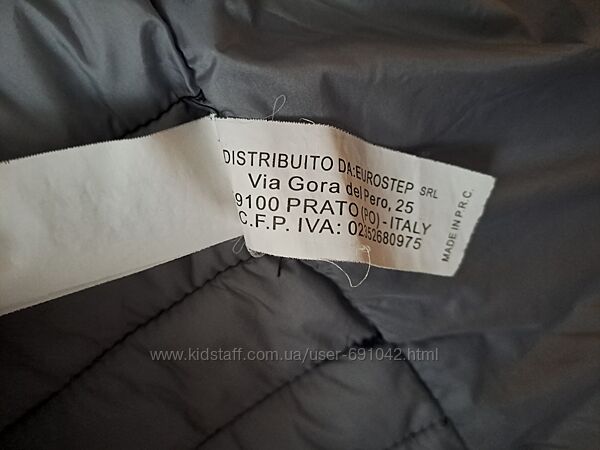 DISTRIBUITO DA:EUROSTEP SRL
Via Gora del Pero, 25
9100 PRATO (PO) - ITALY
C.F.P. IVA: 02352680975
MADE IN P.R.C.
www.kidstaff.com.ua/user-691042.html